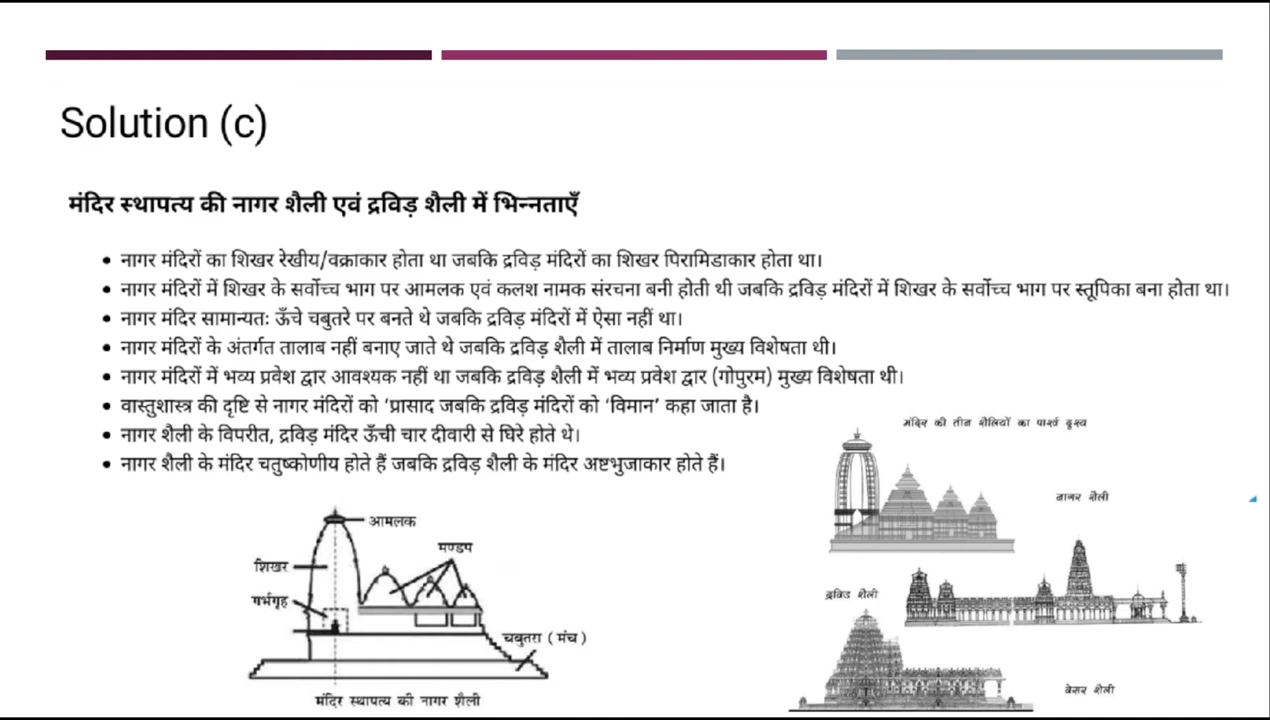 Solution (c)
मंदिर स्थापत्य की नागर शैली एवं द्रविड़ शैली में भिन्नताएँ
• नागर मंदिरों का शिखर रेखीय/वक्राकार होता था जबकि द्रविड़ मंदिरों का शिखर पिरामिडाकार होता था।
• नागर मंदिरों में शिखर के सर्वोच्च भाग पर आमलक एवं कलश नामक संरचना बनी होती थी जबकि द्रविड़ मंदिरों में शिखर के सर्वोच्च भाग पर स्तूपिका बना होता था।
• नागर मंदिर सामान्यतः ऊँचे चबुतरे पर बनते थे जबकि द्रविड़ मंदिरों में ऐसा नहीं था।
• नागर मंदिरों के अंतर्गत तालाब नहीं बनाए जाते थे जबकि द्रविड़ शैली में तालाब निर्माण मुख्य विशेषता थी।
• नागर मंदिरों में भव्य प्रवेश द्वार आवश्यक नहीं था जबकि द्रविड़ शैली में भव्य प्रवेश द्वार (गोपुरम) मुख्य विशेषता थी।
• वास्तुशास्त्र की दृष्टि से नागर मंदिरों को ‘प्रासाद जबकि द्रविड़ मंदिरों को ‘विमान’ कहा जाता है।
• नागर शैली के विपरीत, द्रविड़ मंदिर ऊँची चार दीवारी से घिरे होते थे।
• नागर शैली के मंदिर चतुष्कोणीय होते हैं जबकि द्रविड़ शैली के मंदिर अष्टभुजाकार होते हैं।
आमलक
मण्डप
शिखर
गर्भगृह
चबुतरा ( मंच )
मंदिर स्थापत्य की नागर शैली
मंदिर की तीन शैलियों का पार्श्व दृश्य
नागर शैली
द्रविड शैली
वेसर शैली